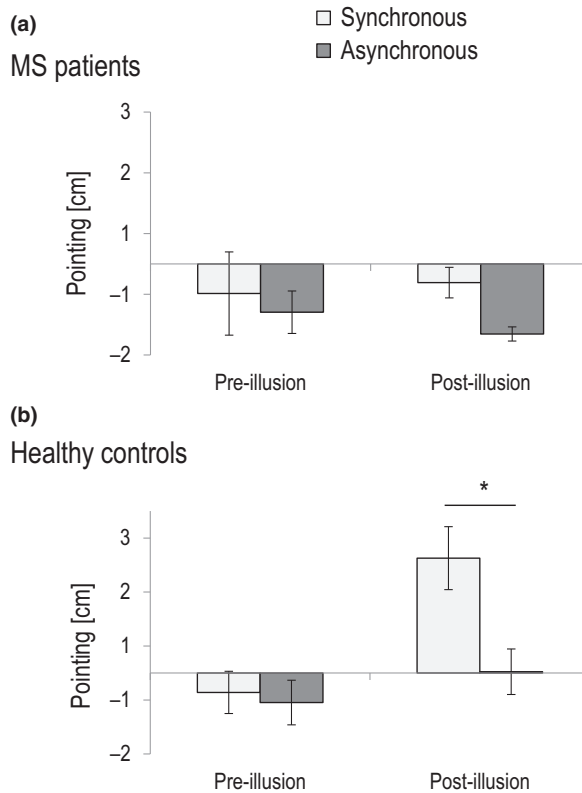 (a)
MS patients
Synchronous
Asynchronous
3
2
1
–1
–2
Pointing [cm]
Pre-illusion Post-illusion
(b)
Healthy controls
*
3
2
1
–1
–2
Pointing [cm]
Pre-illusion Post-illusion